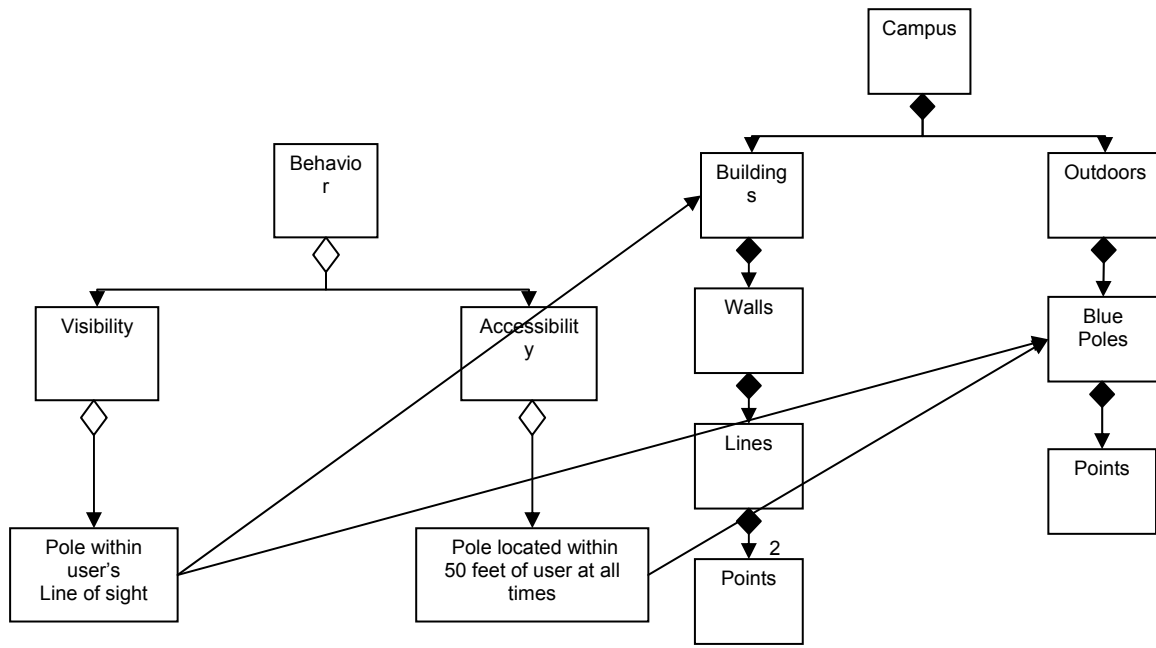 Campus
Behavio
r
Building
s
Outdoors
Visibility
Accessibilit
y
Walls
Blue
Poles
Lines
Points
Pole within
user's
Line of sight
Pole located within
50 feet of user at all
times
2
Points